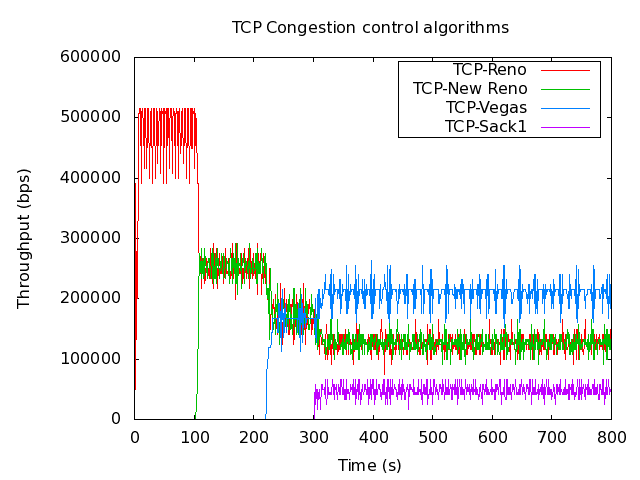 TCP Congestion control algorithms
600000
500000
400000
300000
200000
100000
0
Throughput (bps)
TCP-Reno
TCP-New Reno
TCP-Vegas
TCP-Sack1
0 100 200 300 400 500 600 700 800
Time (s)